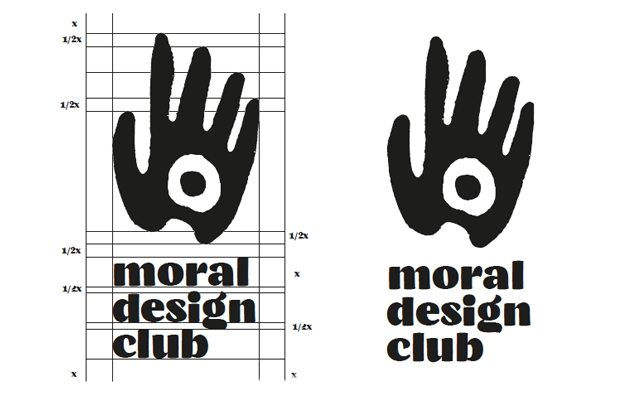 x
1/2x
1/2x
1/2x
1/2x
x
1/2x
x
1/2x
x
moral
design
club
moral
design
club